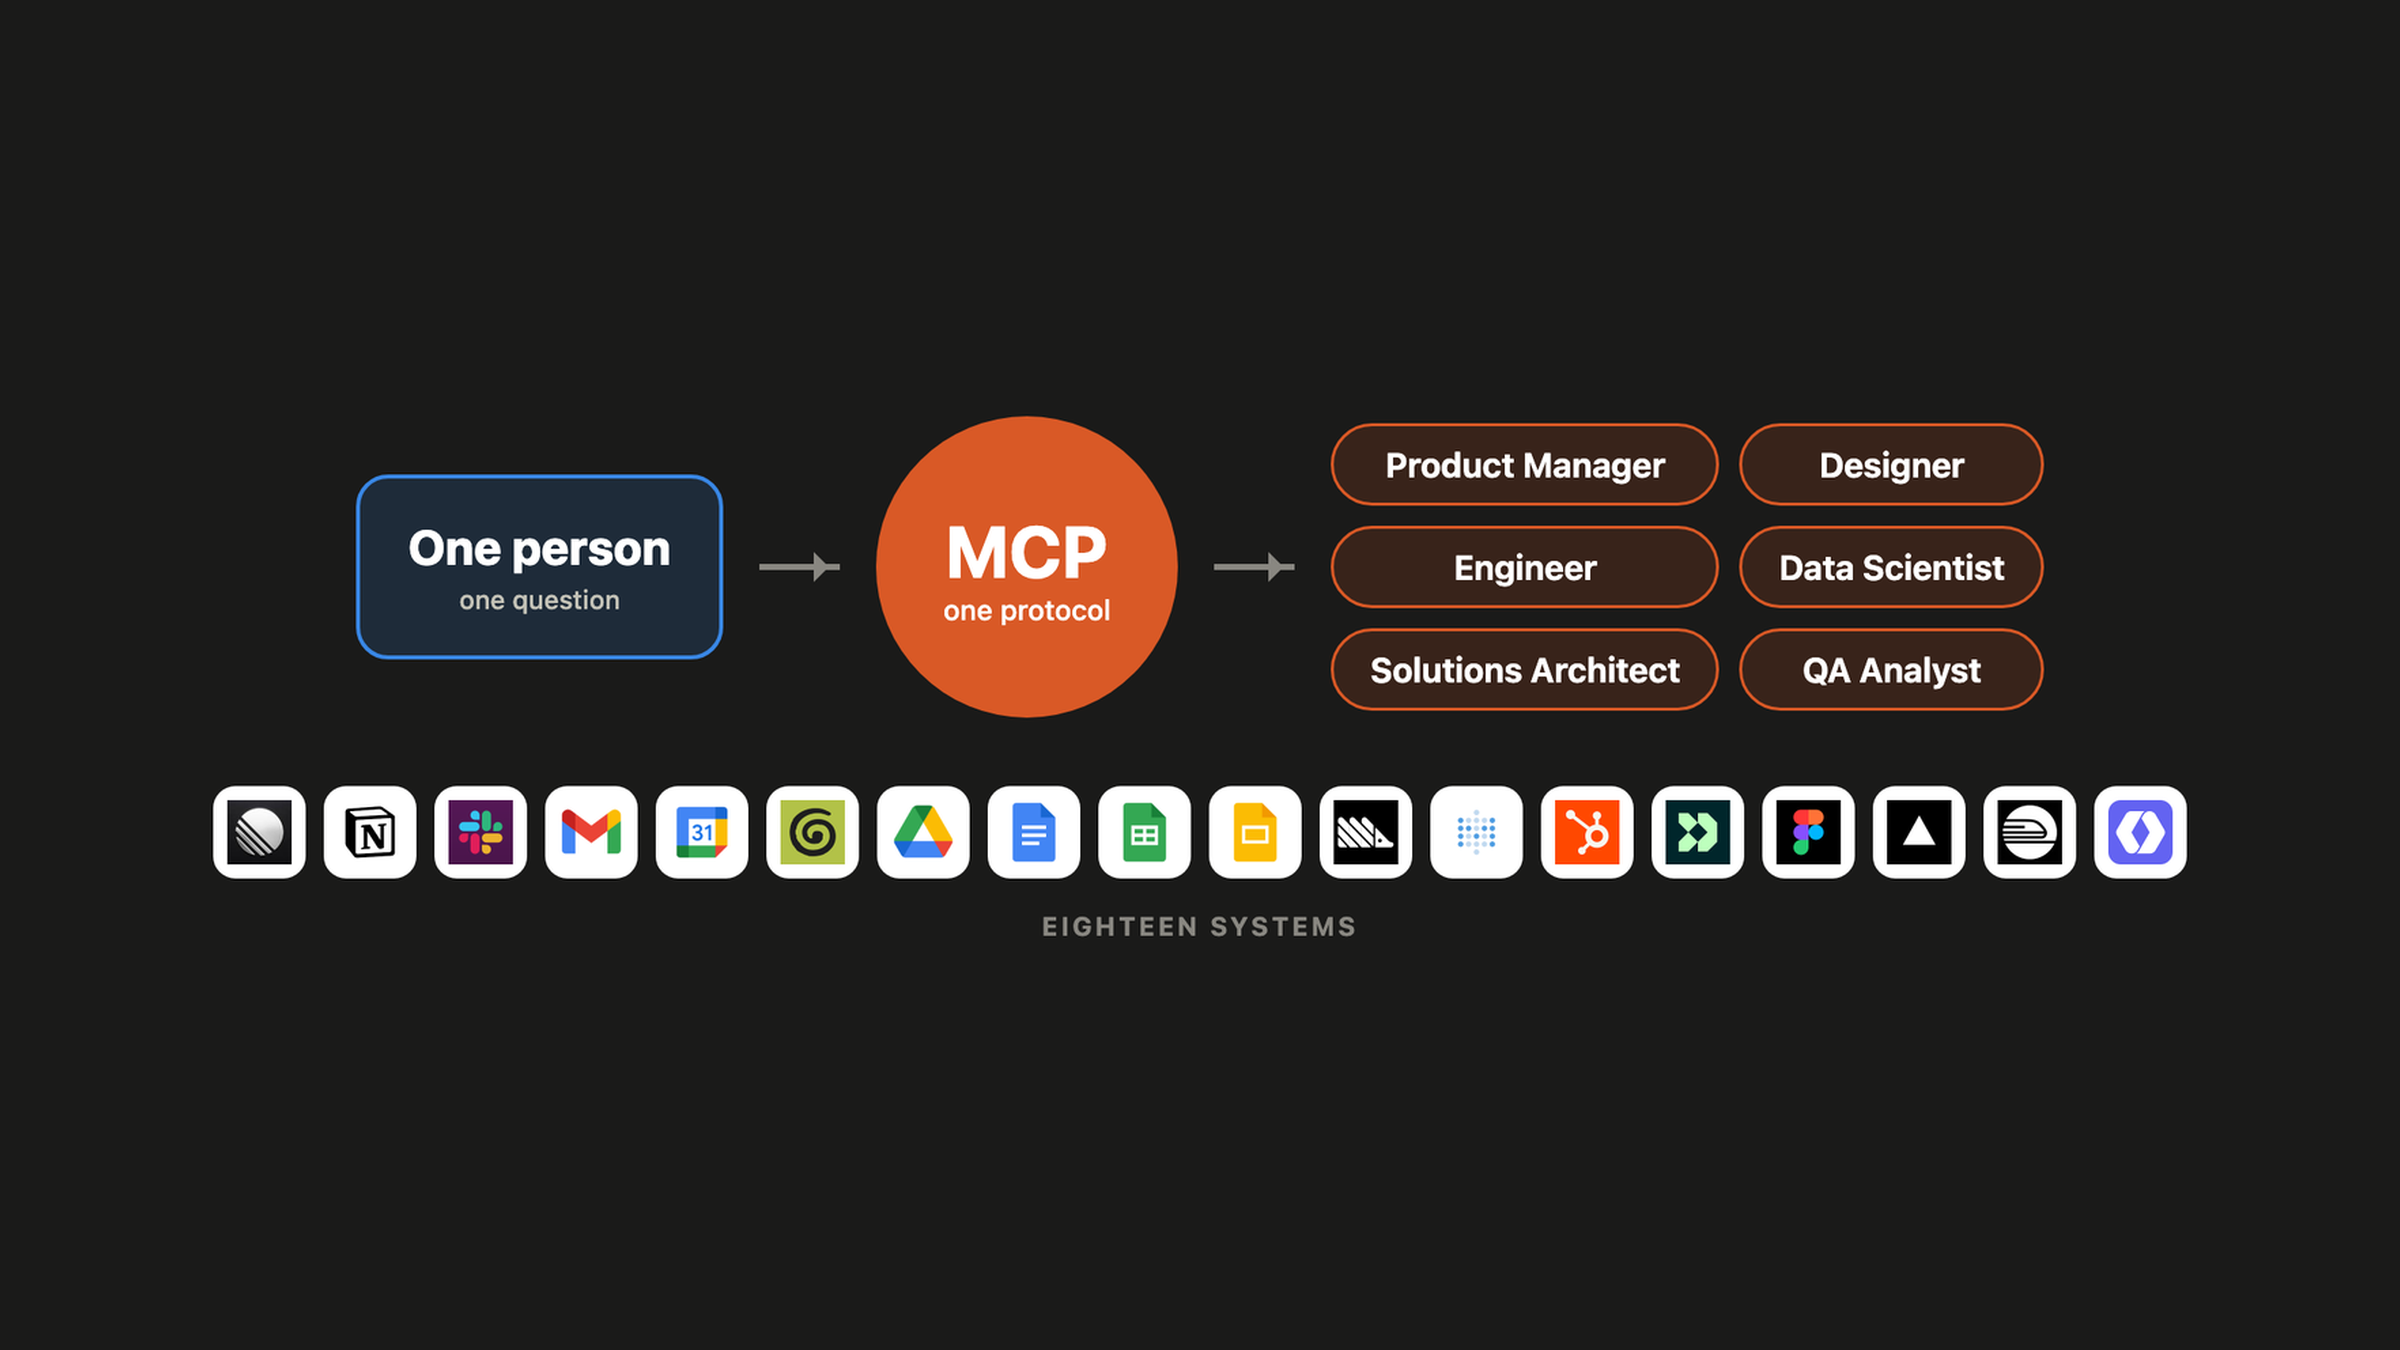 One person
one question
MCP
one protocol
Product Manager
Designer
Engineer
Data Scientist
Solutions Architect
QA Analyst
N
31
EIGHTEEN SYSTEMS